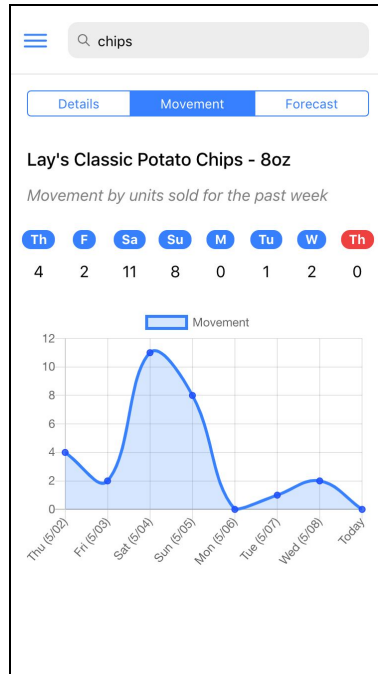 chips
Details Movement Forecast
Lay's Classic Potato Chips - 8oz
Movement by units sold for the past week
Th F Sa Su M Tu W Th
4 2 11 8 0 1 2 0
Movement
12
10
8
6
4
2
0
Thu (5/02) Fri (5/03) Sat (5/04) Sun (5/05) Mon (5/06) Tue (5/07) Wed (5/08) Today